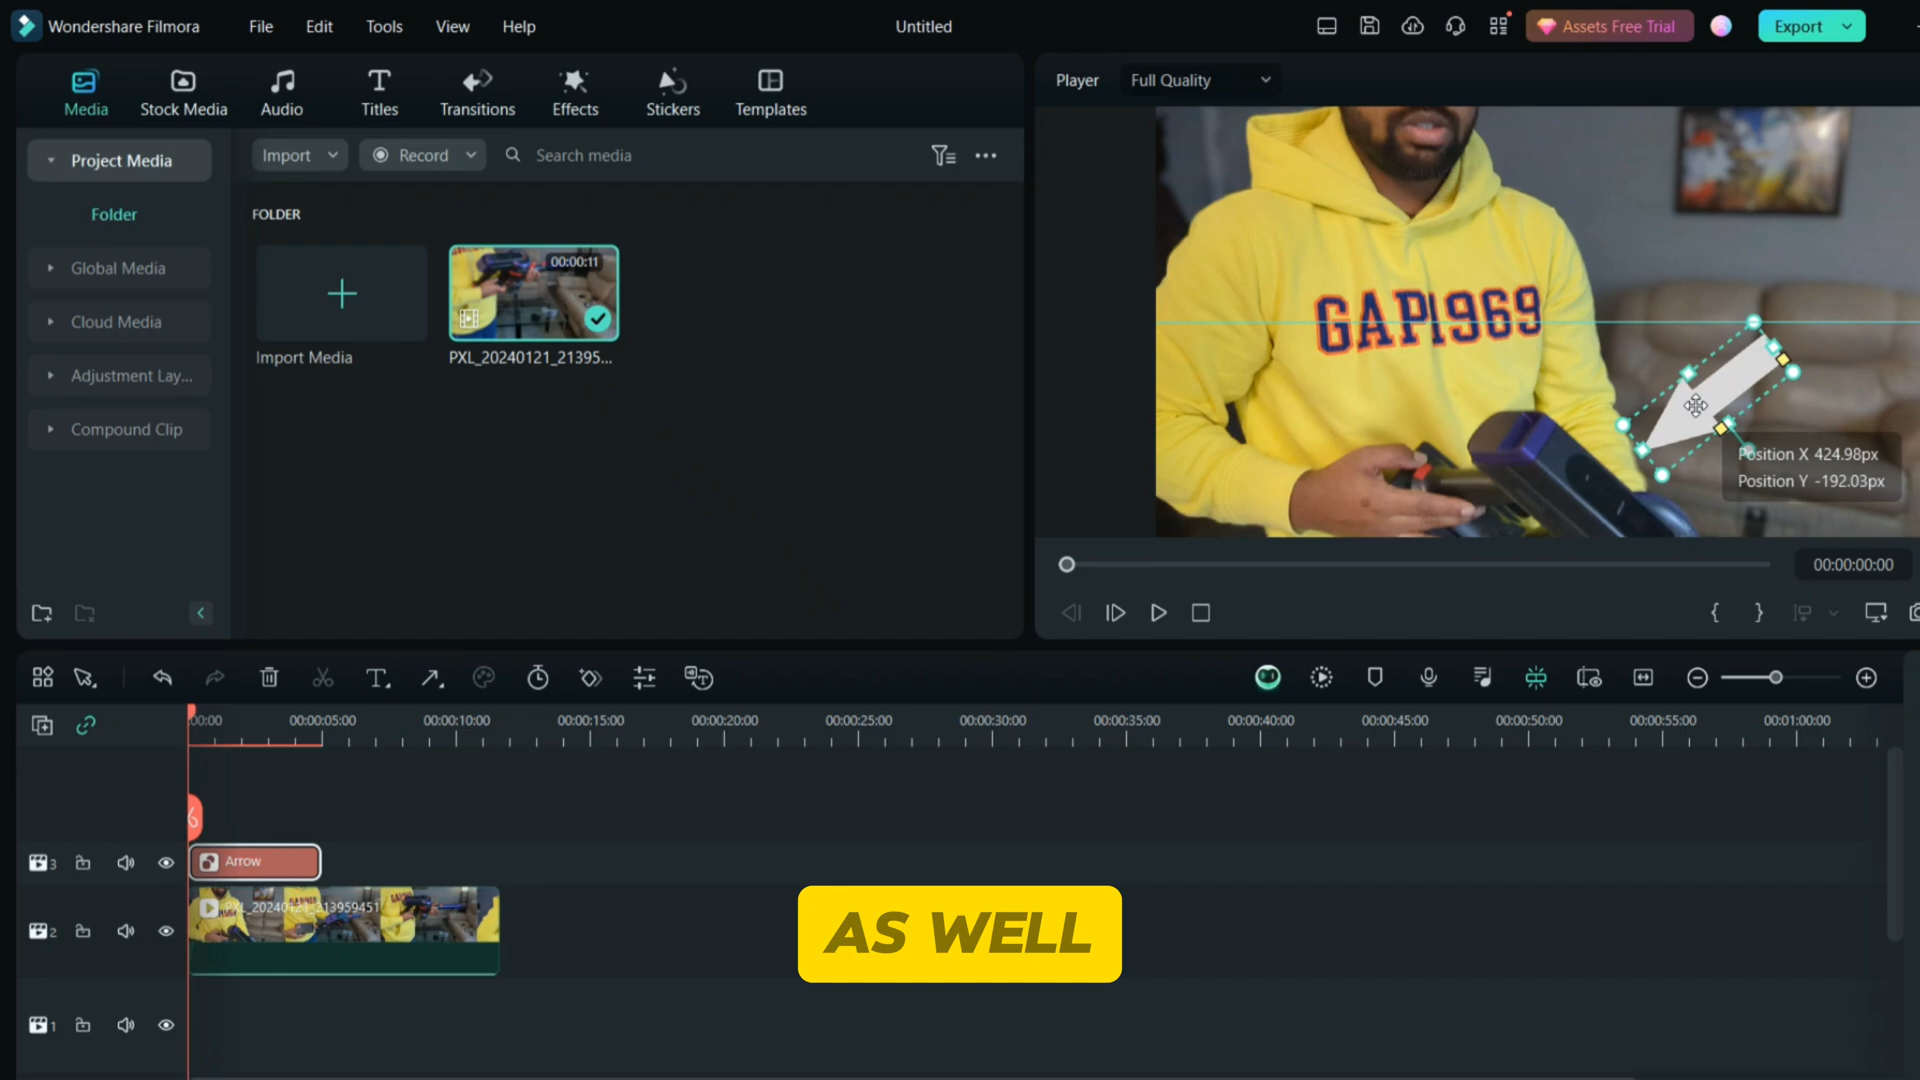 Wondershare Filmora
File
Edit
Tools
View
Help
Untitled
Assets Free Trial
Export
Media
Stock Media
Audio
Titles
Transitions
Effects
Stickers
Templates
Player
Full Quality
Project Media
Import
Record
Search media
Folder
FOLDER
Global Media
Cloud Media
Adjustment Lay...
Compound Clip
00:00:11
Import Media
PXL_20240121_21395...
GAP1969
Position X 424.98px
Position Y -192.03px
00:00:00:00
:00:00
00:00:05:00
00:00:10:00
00:00:15:00
00:00:20:00
00:00:25:00
00:00:30:00
00:00:35:00
00:00:40:00
00:00:45:00
00:00:50:00
00:00:55:00
00:01:00:00
3
Arrow
PXL_20240121_213959451
2
AS WELL
1